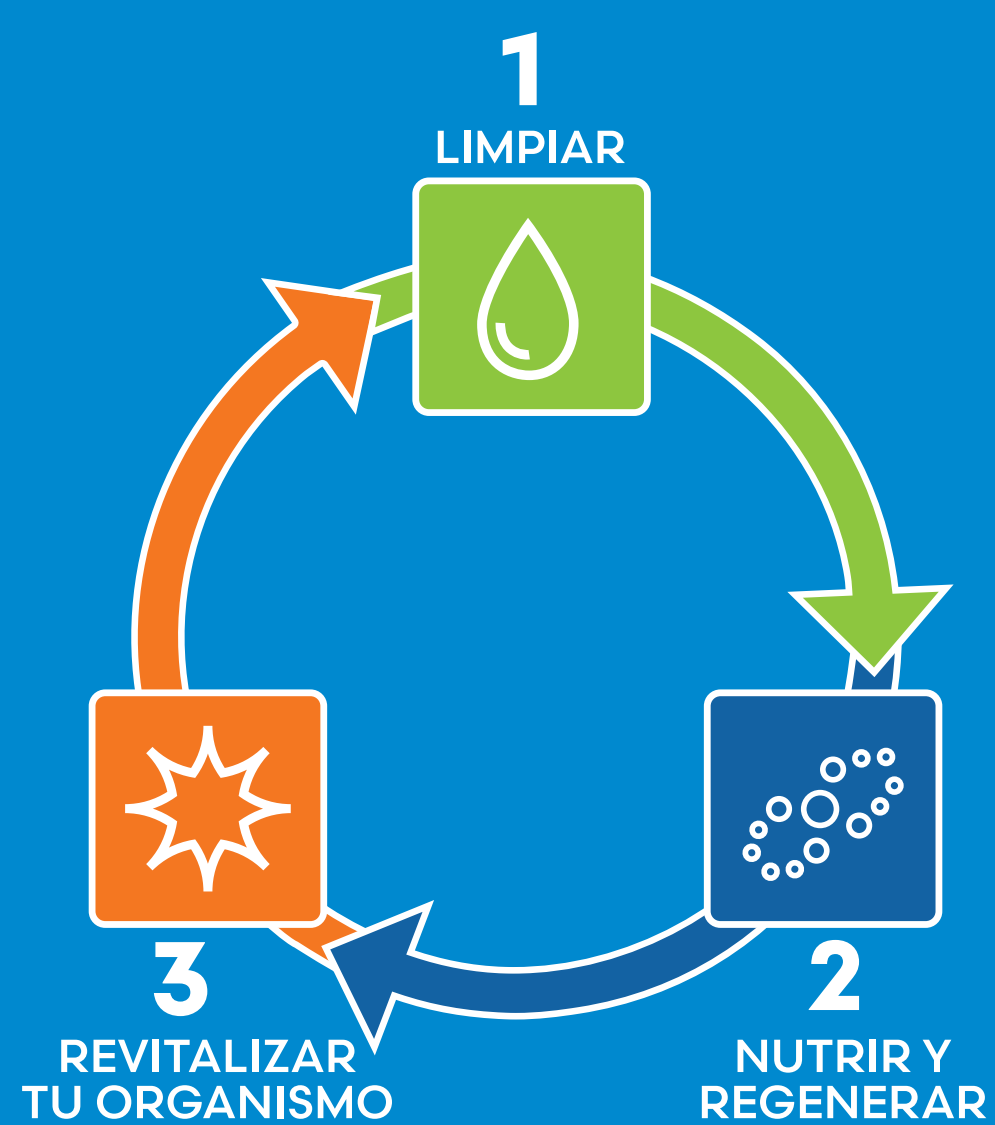 1
LIMPIAR
2
NUTRIR Y
REGENERAR
3
REVITALIZAR
TU ORGANISMO